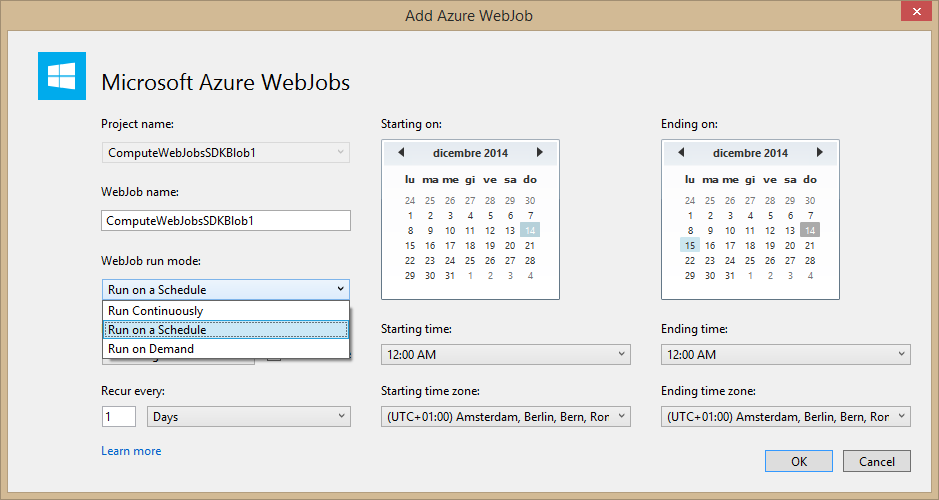 Add Azure WebJob
Microsoft Azure WebJobs
Project name:
ComputeWebJobsSDKBlob1
WebJob name:
ComputeWebJobsSDKBlob1
WebJob run mode:
Run on a Schedule
Run Continuously
Run on a Schedule
Run on Demand
Recur every:
1 Days
Learn more
Starting on:
dicembre 2014
lu ma me gi ve sa do
24 25 26 27 28 29 30
1 2 3 4 5 6 7
8 9 10 11 12 13 14
15 16 17 18 19 20 21
22 23 24 25 26 27 28
29 30 31 1 2 3 4
Starting time:
12:00 AM
Starting time zone:
(UTC+01:00) Amsterdam, Berlin, Bern, Ror
Ending on:
dicembre 2014
lu ma me gi ve sa do
24 25 26 27 28 29 30
1 2 3 4 5 6 7
8 9 10 11 12 13 14
15 16 17 18 19 20 21
22 23 24 25 26 27 28
29 30 31 1 2 3 4
Ending time:
12:00 AM
Ending time zone:
(UTC+01:00) Amsterdam, Berlin, Bern, Ror
OK Cancel